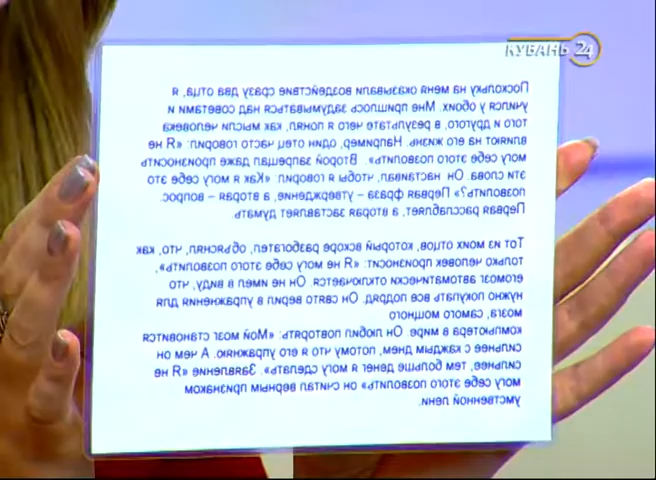 КУБАНЬ 24
Поскольку на меня оказывали воздействие сразу два отца, я
учился у обоих. Мне пришлось задумываться над советами и
того и другого, в результате чего я понял, как мысли человека
влияют на его жизнь. Например, один отец часто говорил: «Я не
могу себе этого позволить». Второй запрещал даже произносить
эти слова. Он настаивал, чтобы я говорил: «Как я могу себе это
позволить?» Первая фраза – утверждение, а вторая – вопрос.
Первая расслабляет, а вторая заставляет думать.
Тот из моих отцов, который вскоре разбогател, объяснял, что, как
только человек произносит: «Я не могу себе этого позволить»,
егомозг автоматически отключается. Он не имел в виду, что
нужно покупать все подряд. Он свято верил в упражнения для
мозга, самого мощного
компьютера в мире. Он любил повторять: «Мой мозг становится
сильнее с каждым днем, потому что я его упражняю. А чем он
сильнее, тем больше денег я могу сделать». Заявление «Я не
могу себе этого позволить» он считал верным признаком
умственной лени.